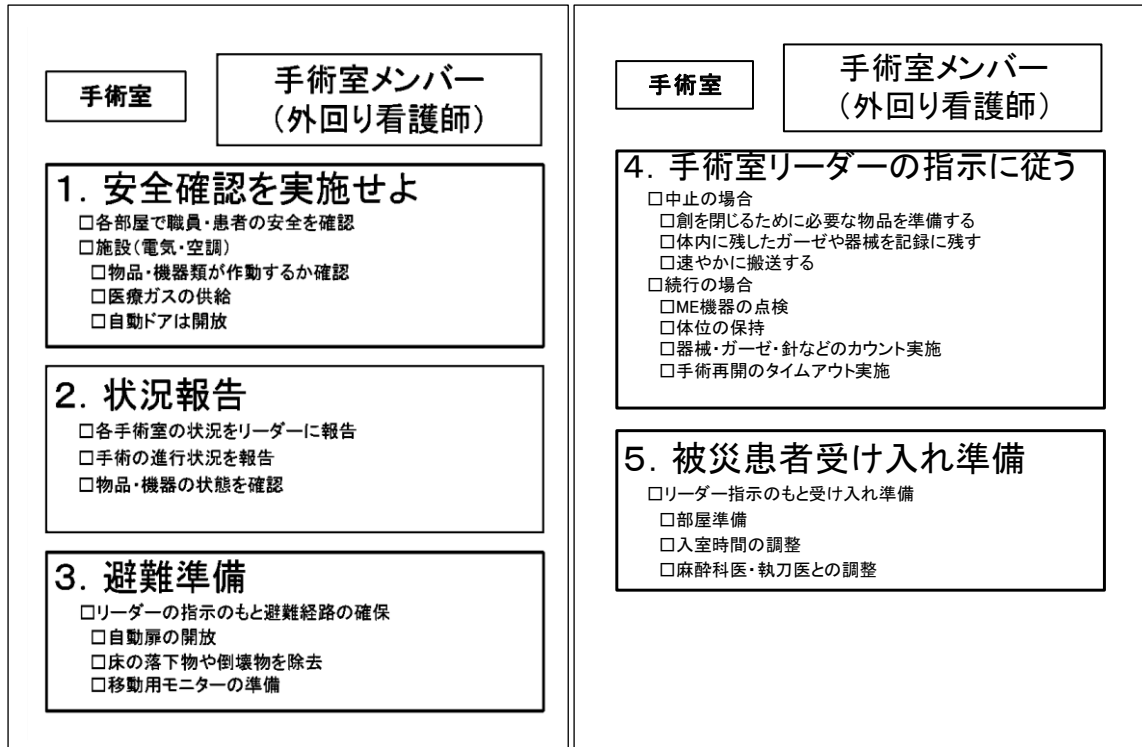 手術室
手術室メンバー
（外回り看護師）
１．安全確認を実施せよ
□各部屋で職員・患者の安全を確認
□施設（電気・空調）
□物品・機器類が作動するか確認
□医療ガスの供給
□自動ドアは開放
２．状況報告
□各手術室の状況をリーダーに報告
□手術の進行状況を報告
□物品・機器の状態を確認
３．避難準備
□リーダーの指示のもと避難経路の確保
□自動扉の開放
□床の落下物や倒壊物を除去
□移動用モニターの準備
手術室
手術室メンバー
（外回り看護師）
４．手術室リーダーの指示に従う
□中止の場合
□創を閉じるために必要な物品を準備する
□体内に残したガーゼや器械を記録に残す
□速やかに搬送する
□続行の場合
□ME機器の点検
□体位の保持
□器械・ガーゼ・針などのカウント実施
□手術再開のタイムアウト実施
５．被災患者受け入れ準備
□リーダー指示のもと受け入れ準備
□部屋準備
□入室時間の調整
□麻酔科医・執刀医との調整